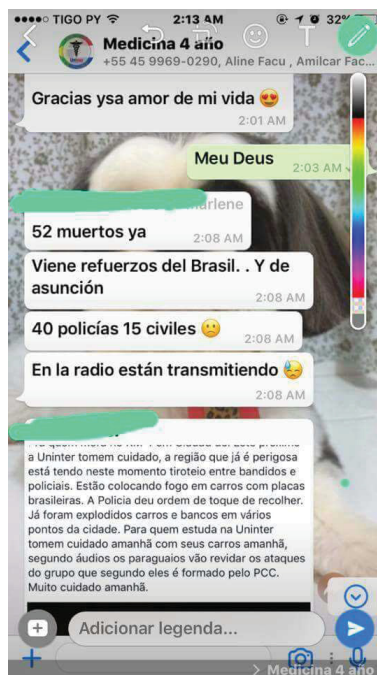 TIGO PY 2:13 AM 32%
Medicina 4 año
+55 45 9969-0290, Aline Facu, Amilcar Fac...
T
Gracias ysa amor de mi vida 😍
2:01 AM
Meu Deus 2:03 AM
arlene
52 muertos ya 2:08 AM
Viene refuerzos del Brasil. . Y de
asunción
2:08 AM
40 policías 15 civiles 🙁 2:08 AM
En la radio están transmitiendo 😓
2:08 AM
a Uninter tomem cuidado, a região que já é perigosa
está tendo neste momento tiroteio entre bandidos e
policiais. Estão colocando fogo em carros com placas
brasileiras. A Policia deu ordem de toque de recolher.
Já foram explodidos carros e bancos em vários
pontos da cidade. Para quem estuda na Uninter
tomem cuidado amanhã com seus carros amanhã,
segundo áudios os paraguaios vão revidar os ataques
do grupo que segundo eles é formado pelo PCC.
Muito cuidado amanhã.
Adicionar legenda...
> Medicina 4 año